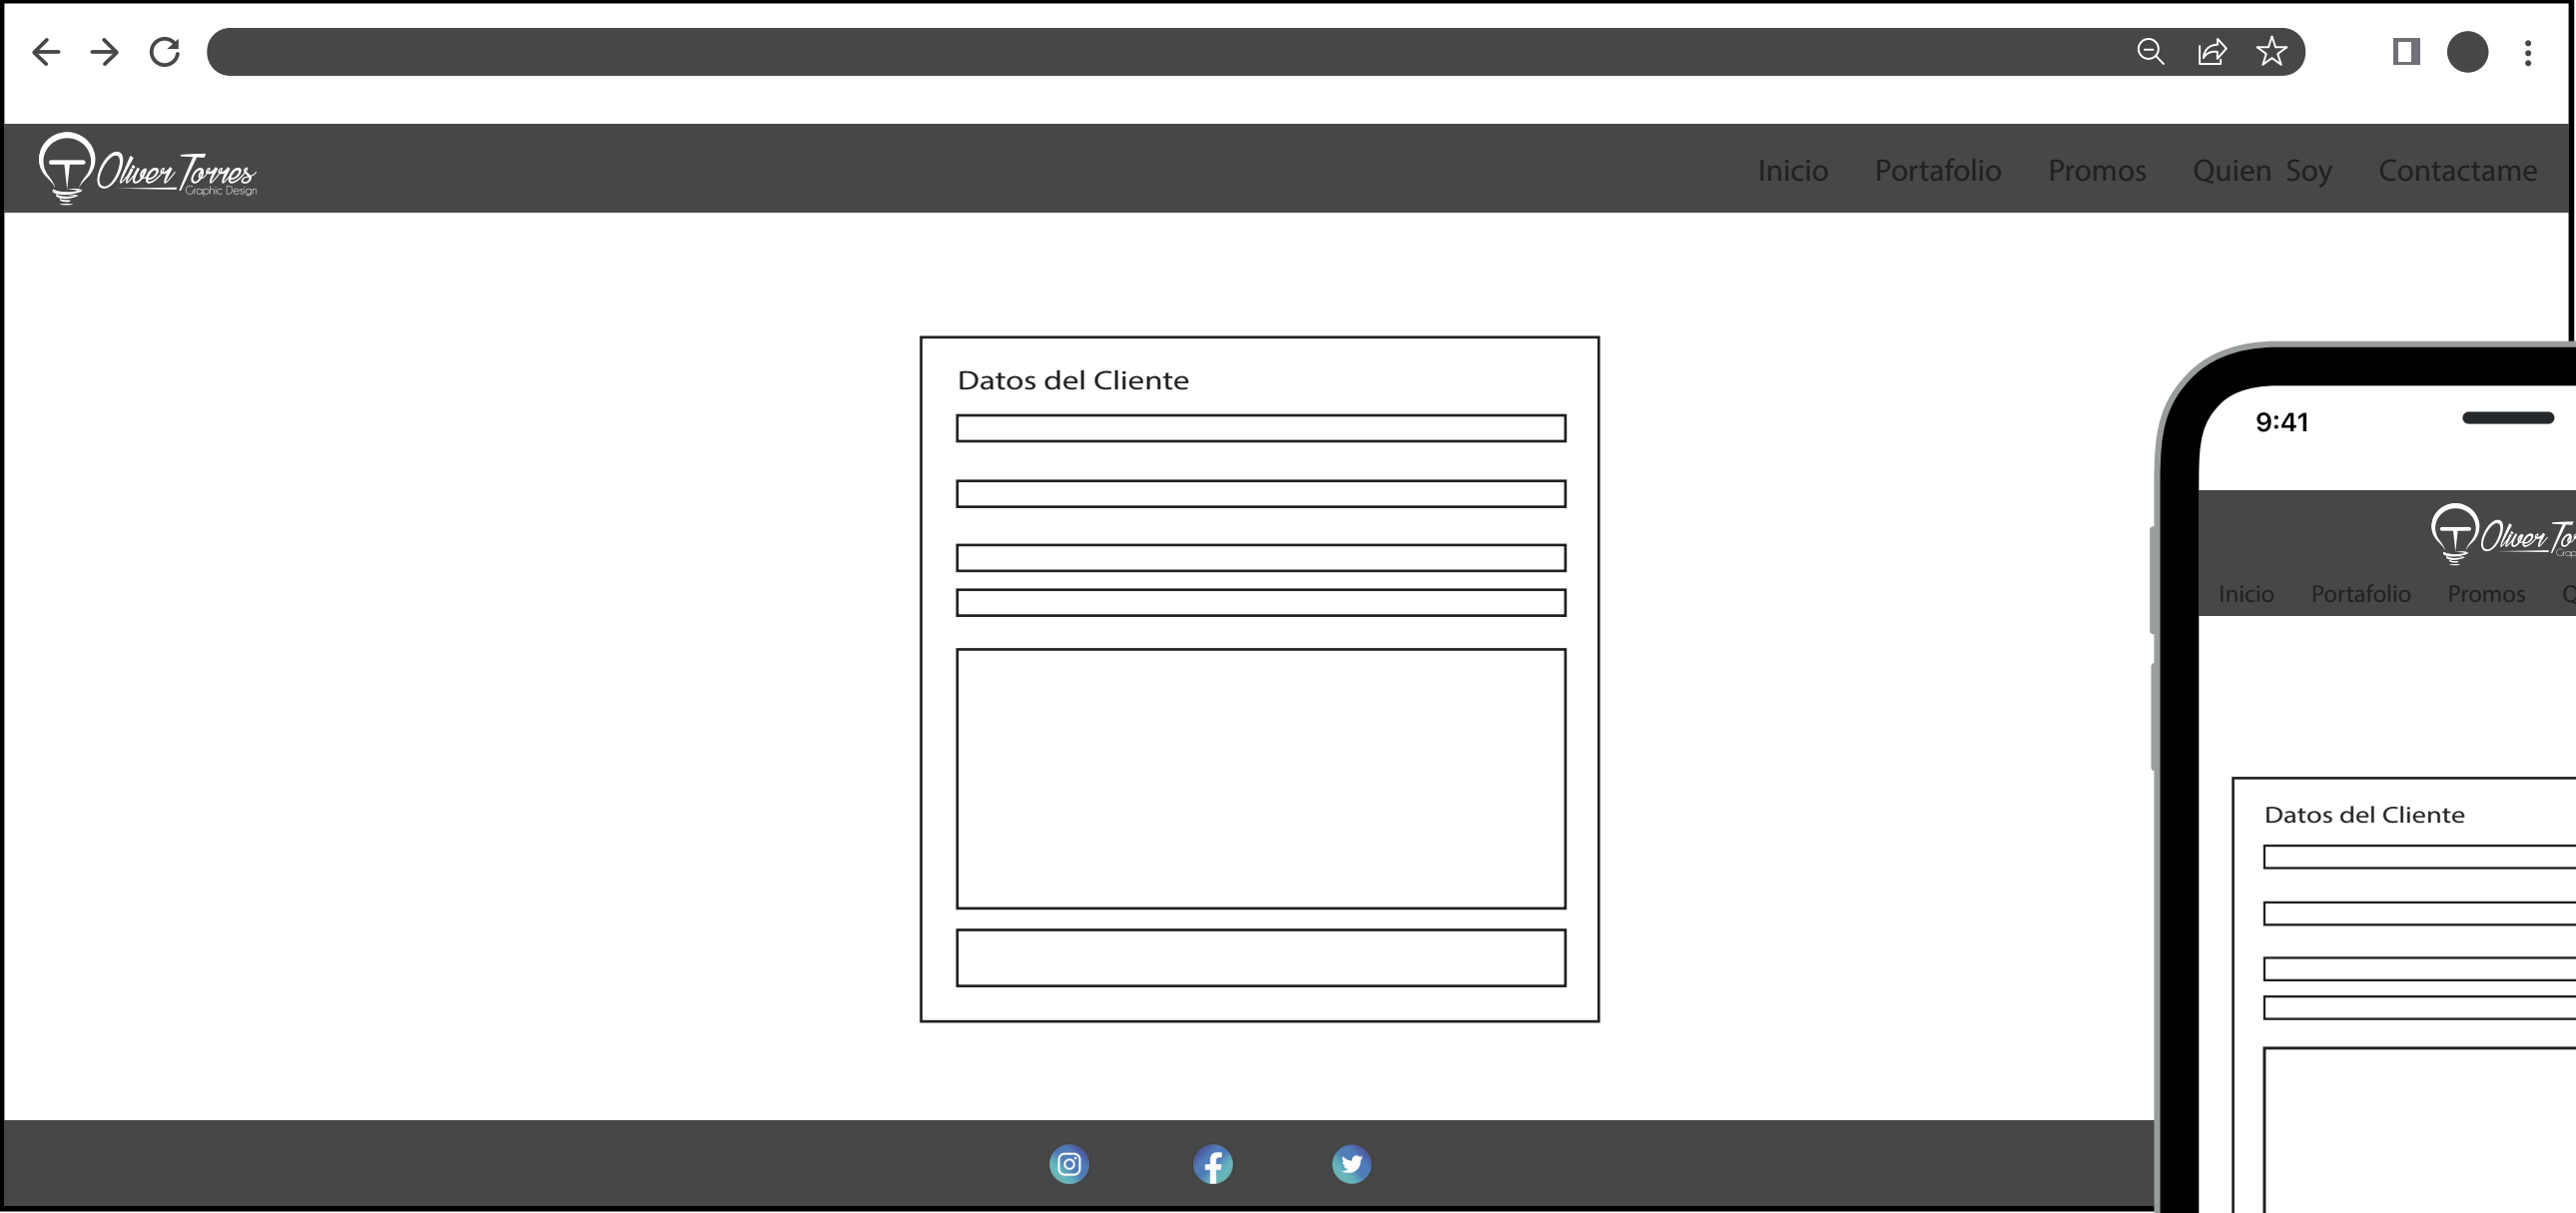 Oliver Torres
Graphic Design
Inicio Portafolio Promos Quien Soy Contactame
Datos del Cliente
9:41
Oliver
Inicio Portafolio Promos
Datos del Cliente